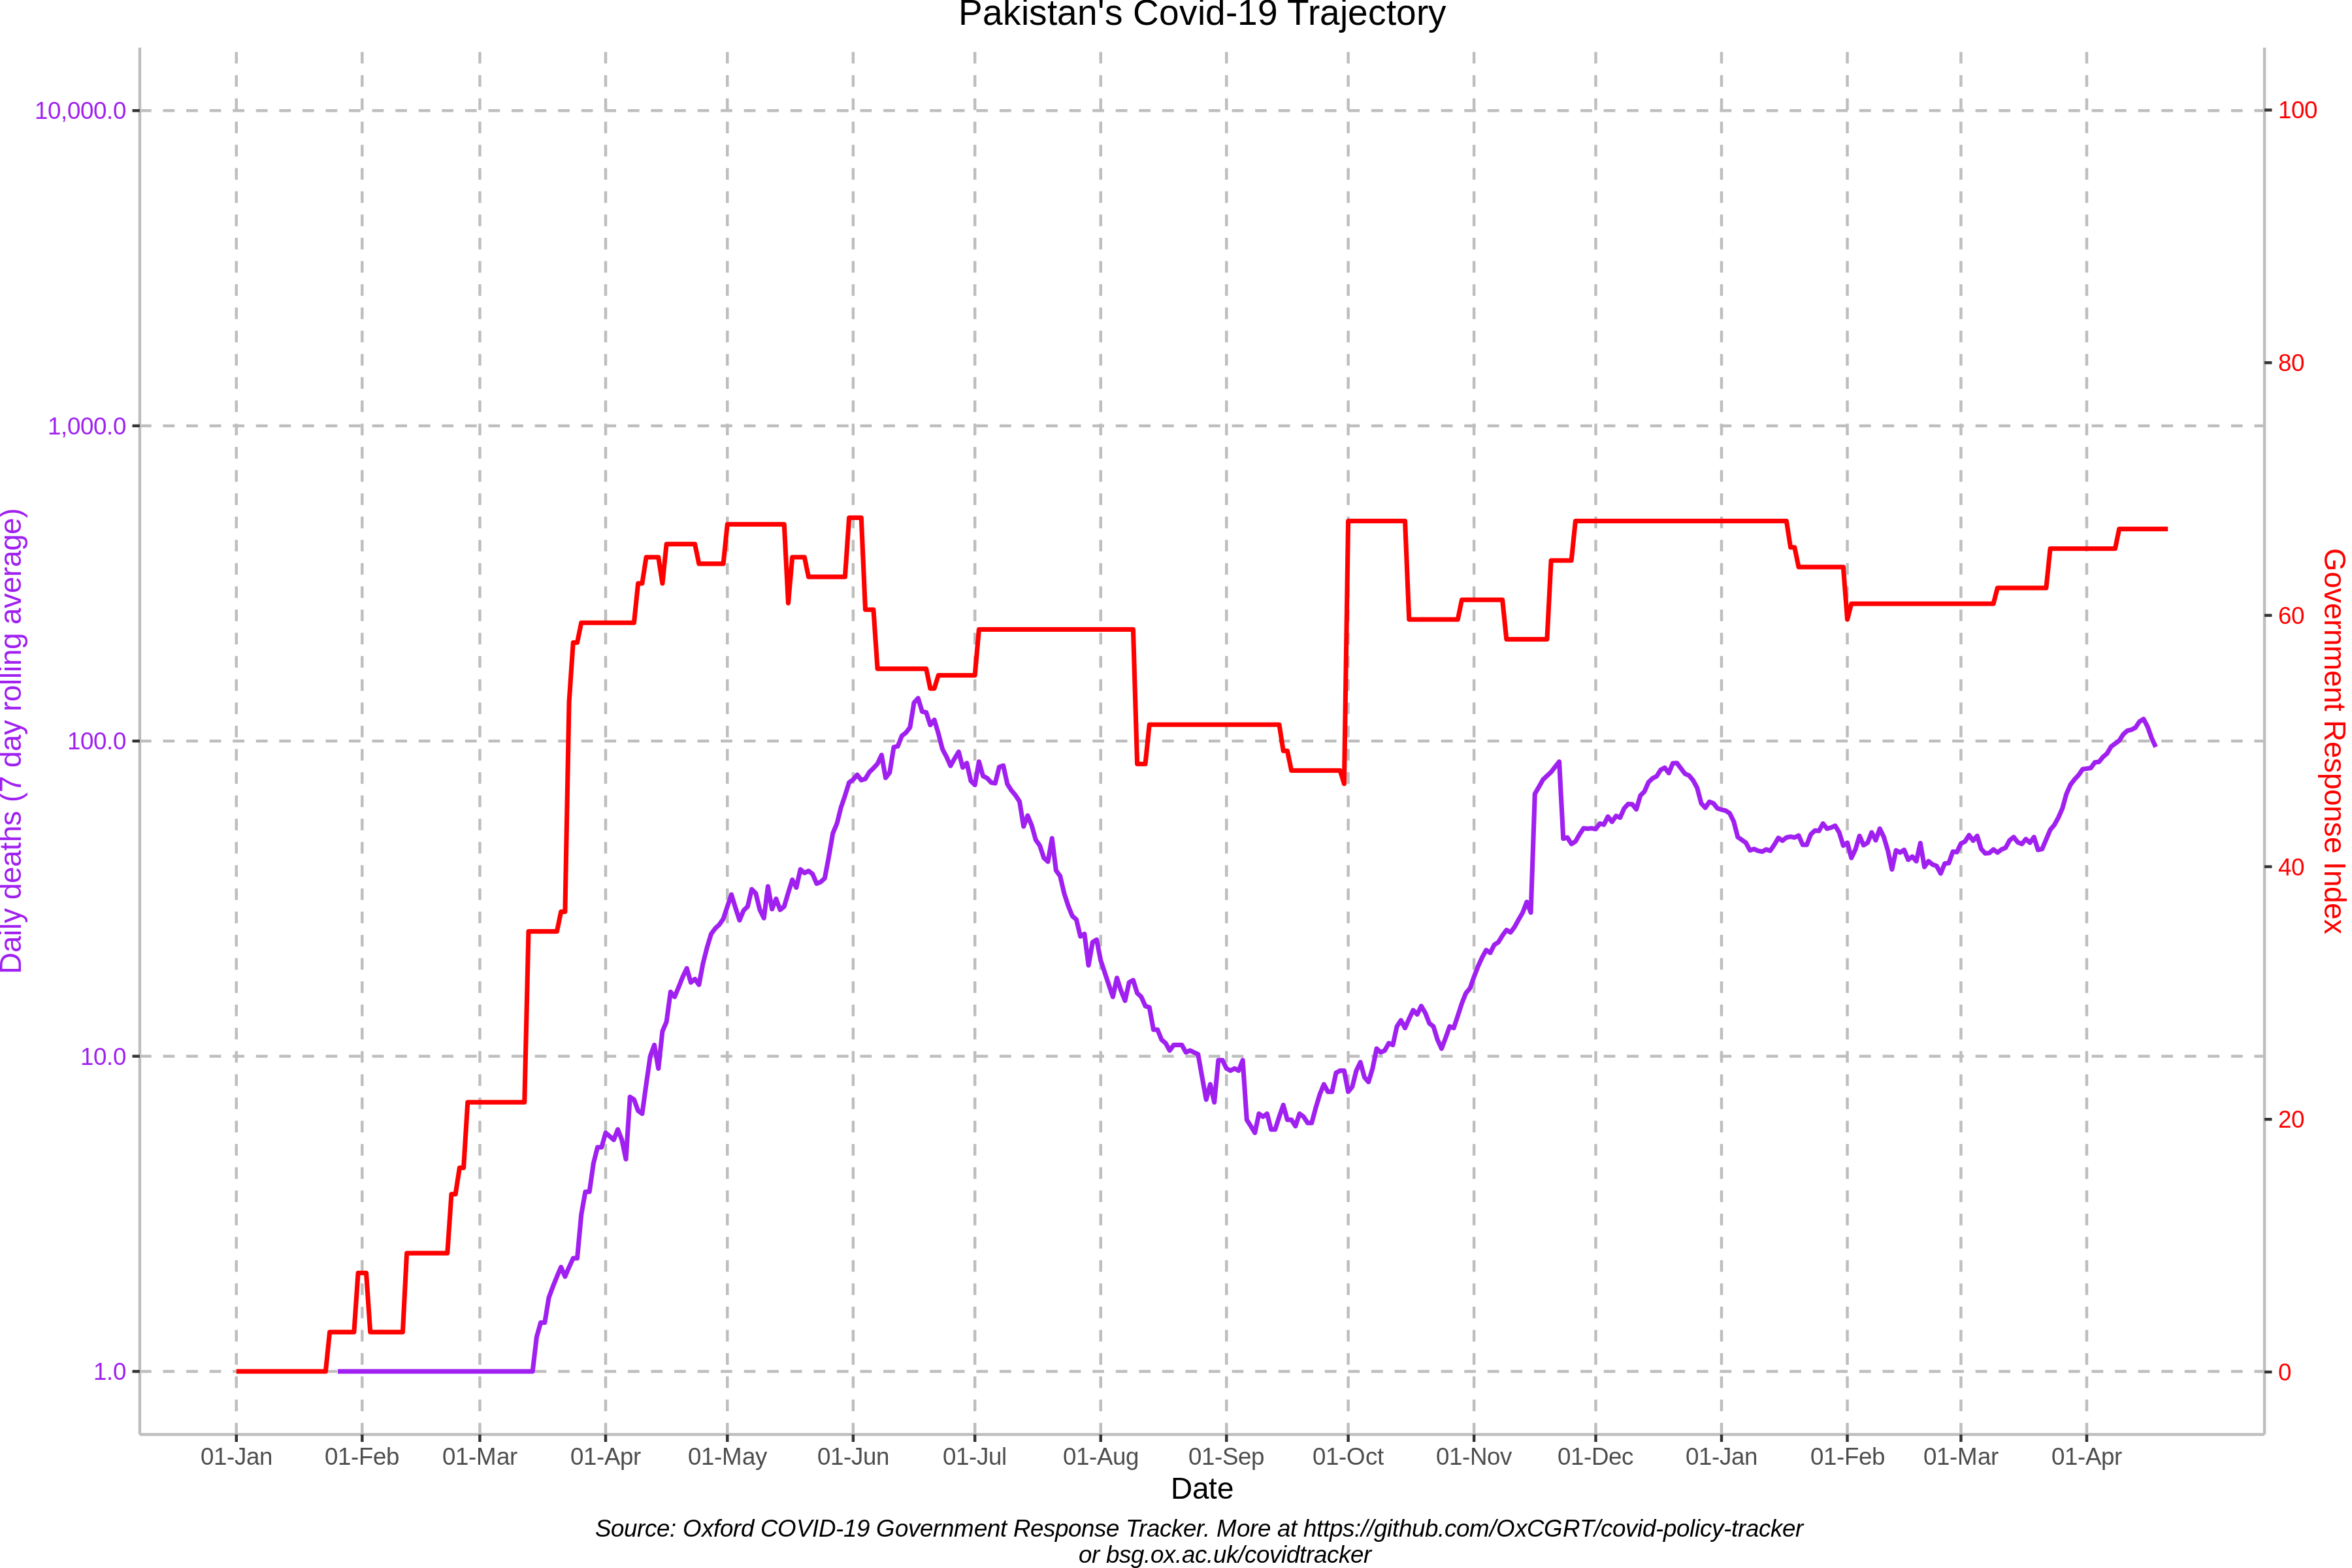 Pakistan's Covid-19 Trajectory
10,000.0
1,000.0
100.0
10.0
1.0
Daily deaths (7 day rolling average)
100
80
60
40
20
0
Government Response Index
01-Jan 01-Feb 01-Mar 01-Apr 01-May 01-Jun 01-Jul 01-Aug 01-Sep 01-Oct 01-Nov 01-Dec 01-Jan 01-Feb 01-Mar 01-Apr
Date
Source: Oxford COVID-19 Government Response Tracker. More at https://github.com/OxCGRT/covid-policy-tracker
or bsg.ox.ac.uk/covidtracker